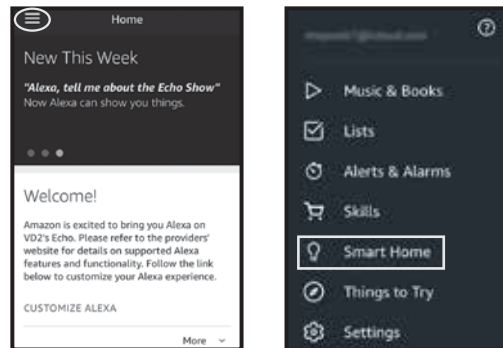 Home
New This Week
"Alexa, tell me about the Echo Show"
Now Alexa can show you things.
Welcome!
Amazon is excited to bring you Alexa on
VD2's Echo. Please refer to the providers'
website for details on supported Alexa
features and functionality. Follow the link
below to customize your Alexa experience.
CUSTOMIZE ALEXA
More
?
Music & Books
Lists
Alerts & Alarms
Skills
Smart Home
Things to Try
Settings